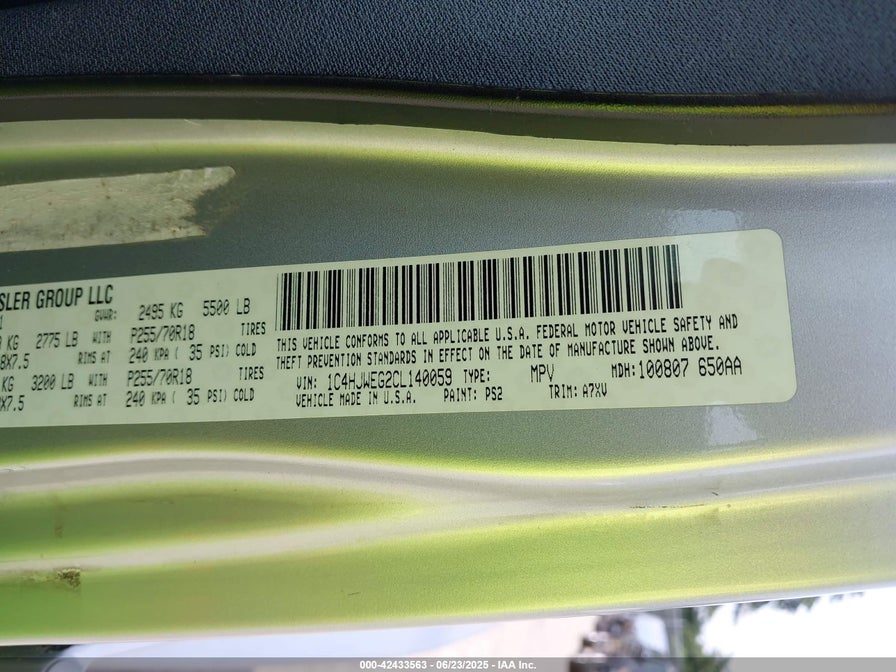 SLER GROUP LLC
GVWR: 2495 KG 5500 LB
KG 2775 LB WITH P255/70R18 TIRES
8X7.5 RIMS AT 240 KPA ( 35 PSI) COLD
KG 3200 LB WITH P255/70R18 TIRES
X7.5 RIMS AT 240 KPA ( 35 PSI) COLD
THIS VEHICLE CONFORMS TO ALL APPLICABLE U.S.A. FEDERAL MOTOR VEHICLE SAFETY AND
THEFT PREVENTION STANDARDS IN EFFECT ON THE DATE OF MANUFACTURE SHOWN ABOVE.
VIN: 1C4HJWEG2CL140059 TYPE: MPV MDH: 100807 650AA
VEHICLE MADE IN U.S.A. PAINT: PS2 TRIM: A7XV
000-42433563 | 06/23/2025 - IAA Inc.